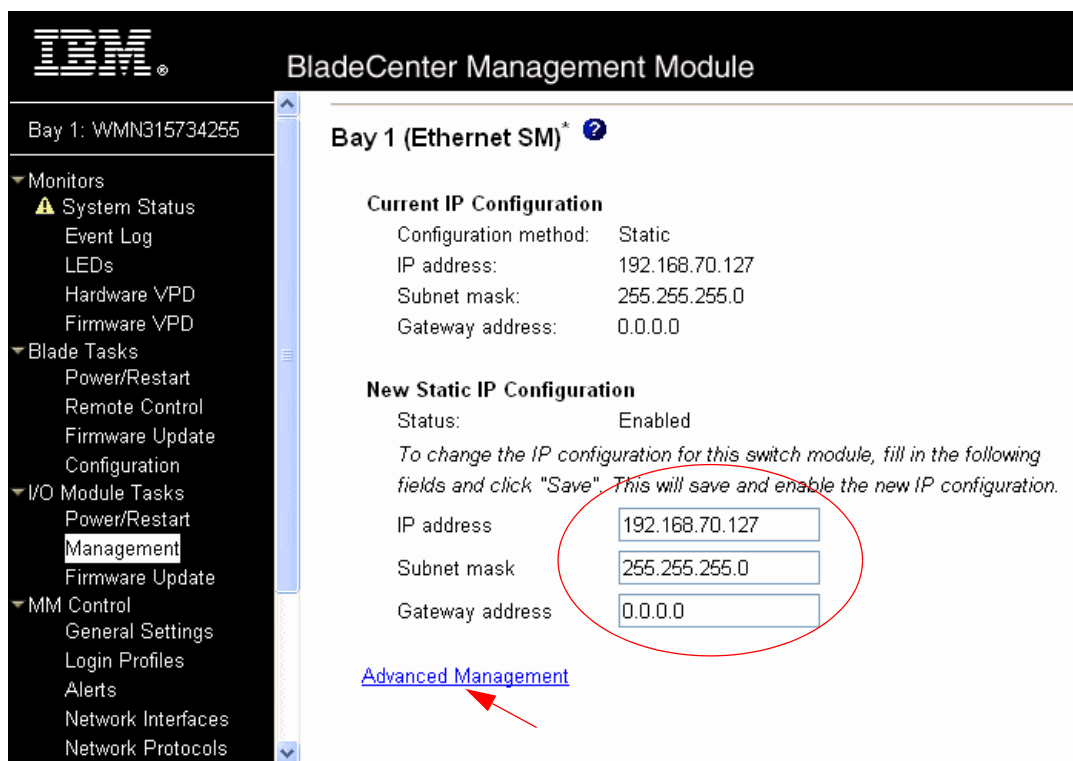 IBM®
BladeCenter Management Module
Bay 1: WMN315734255
Monitors
System Status
Event Log
LEDs
Hardware VPD
Firmware VPD
Blade Tasks
Power/Restart
Remote Control
Firmware Update
Configuration
I/O Module Tasks
Power/Restart
Management
Firmware Update
MM Control
General Settings
Login Profiles
Alerts
Network Interfaces
Network Protocols
Bay 1 (Ethernet SM)* ?
Current IP Configuration
Configuration method: Static
IP address: 192.168.70.127
Subnet mask: 255.255.255.0
Gateway address: 0.0.0.0
New Static IP Configuration
Status: Enabled
To change the IP configuration for this switch module, fill in the following
fields and click "Save". This will save and enable the new IP configuration.
IP address 192.168.70.127
Subnet mask 255.255.255.0
Gateway address 0.0.0.0
Advanced Management